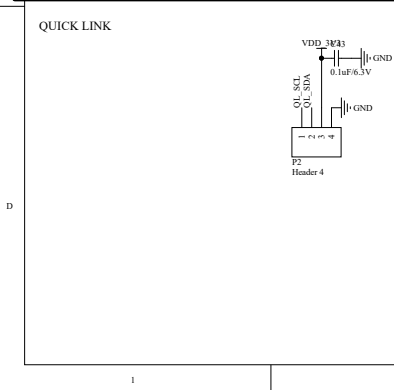 QUICK LINK
VDD_3V3
C43
GND
0.1uF/6.3V
QL_SCL
QL_SDA
GND
1 2 3 4
P2
Header 4
D
1